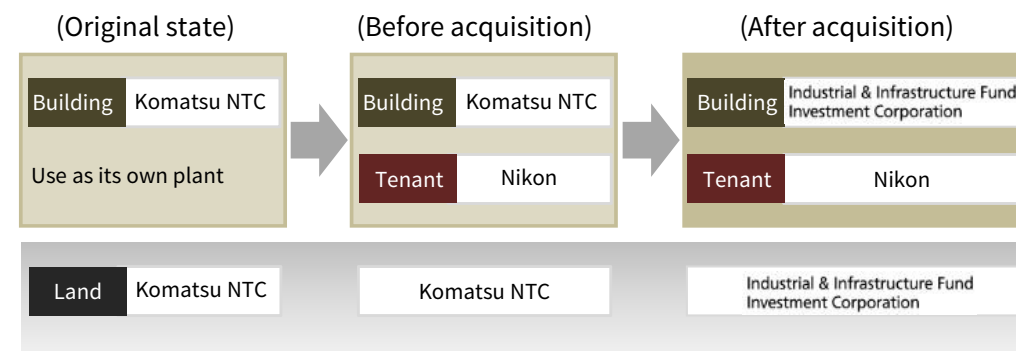 (Original state)
(Before acquisition)
(After acquisition)
Building
Komatsu NTC
Use as its own plant
Building
Komatsu NTC
Tenant
Nikon
Building
Industrial & Infrastructure Fund
Investment Corporation
Tenant
Nikon
Land
Komatsu NTC
Komatsu NTC
Industrial & Infrastructure Fund
Investment Corporation